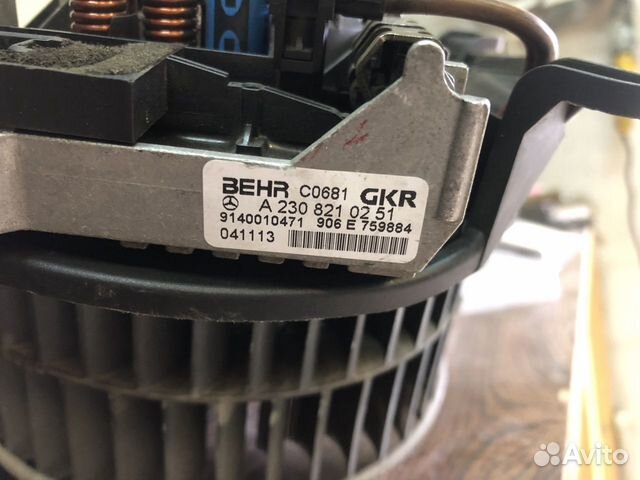 BEHR C0681 GKR
A 230 821 02 51
9140010471 906 E 759884
041113
Avito